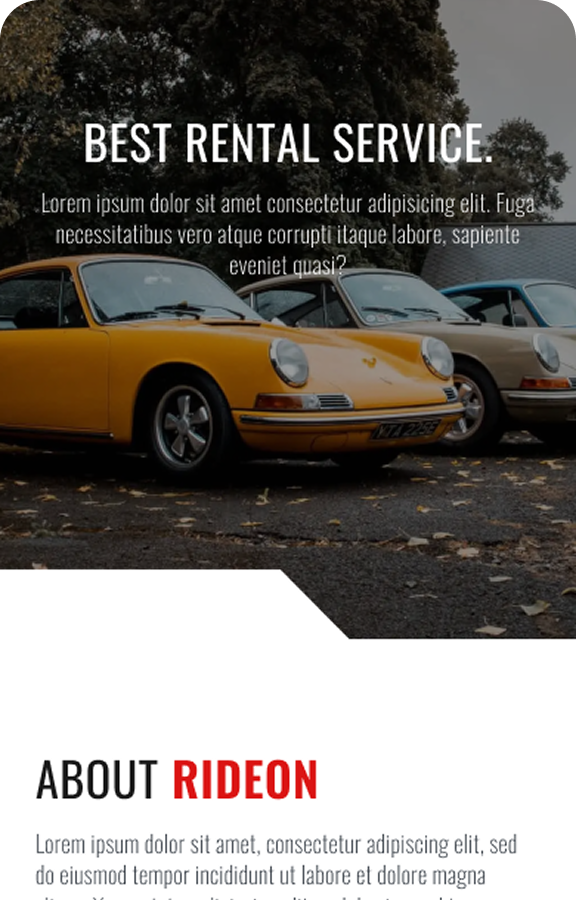 BEST RENTAL SERVICE.
Lorem ipsum dolor sit amet consectetur adipisicing elit. Fuga
necessitatibus vero atque corrupti itaque labore, sapiente
eveniet quasi?
ABOUT RIDEON
Lorem ipsum dolor sit amet, consectetur adipiscing elit, sed
do eiusmod tempor incididunt ut labore et dolore magna